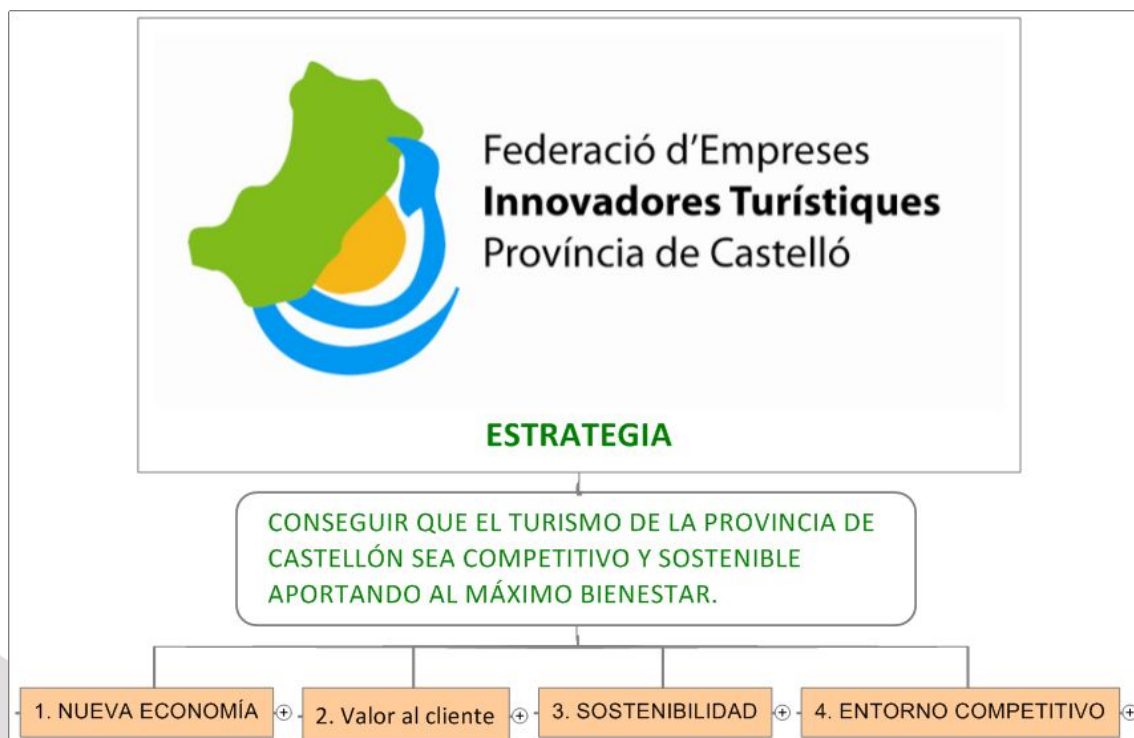 Federació d'Empreses
Innovadores Turístiques
Província de Castelló
ESTRATEGIA
CONSEGUIR QUE EL TURISMO DE LA PROVINCIA DE
CASTELLÓN SEA COMPETITIVO Y SOSTENIBLE
APORTANDO AL MÁXIMO BIENESTAR.
1. NUEVA ECONOMÍA
2. Valor al cliente
3. SOSTENIBILIDAD
4. ENTORNO COMPETITIVO